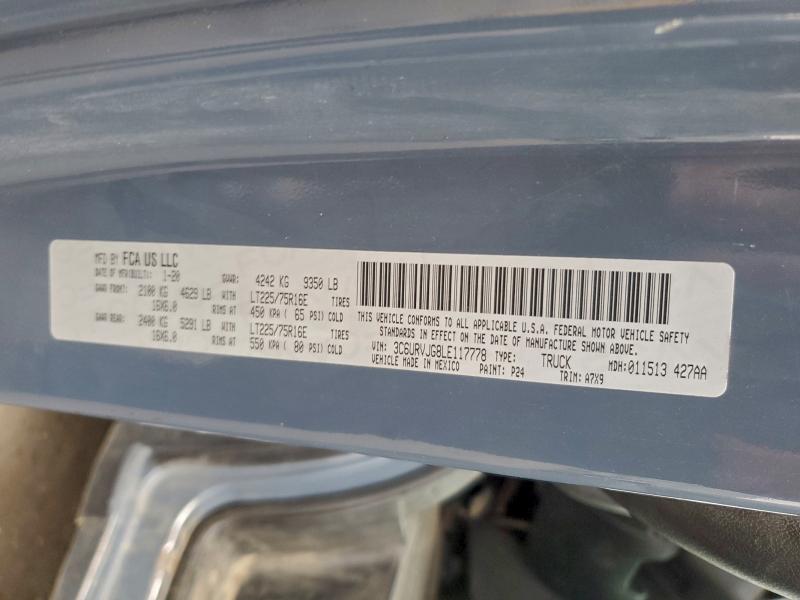 MFD BY FCA US LLC
DATE OF MFR(BUILT): 1-20 GVWR: 4242 KG 9350 LB
GAWR FRONT: 2100 KG 4629 LB WITH LT225/75R16E TIRES
16X6.0 RIMS AT 450 KPA ( 65 PSI) COLD
GAWR REAR: 2400 KG 5291 LB WITH LT225/75R16E TIRES
16X6.0 RIMS AT 550 KPA ( 80 PSI) COLD
THIS VEHICLE CONFORMS TO ALL APPLICABLE U.S.A. FEDERAL MOTOR VEHICLE SAFETY
STANDARDS IN EFFECT ON THE DATE OF MANUFACTURE SHOWN ABOVE.
VIN: 3C6URVJG8LE117778 TYPE: TRUCK MDH:011513 427AA
VEHICLE MADE IN MEXICO PAINT: P24 TRIM: A7X9